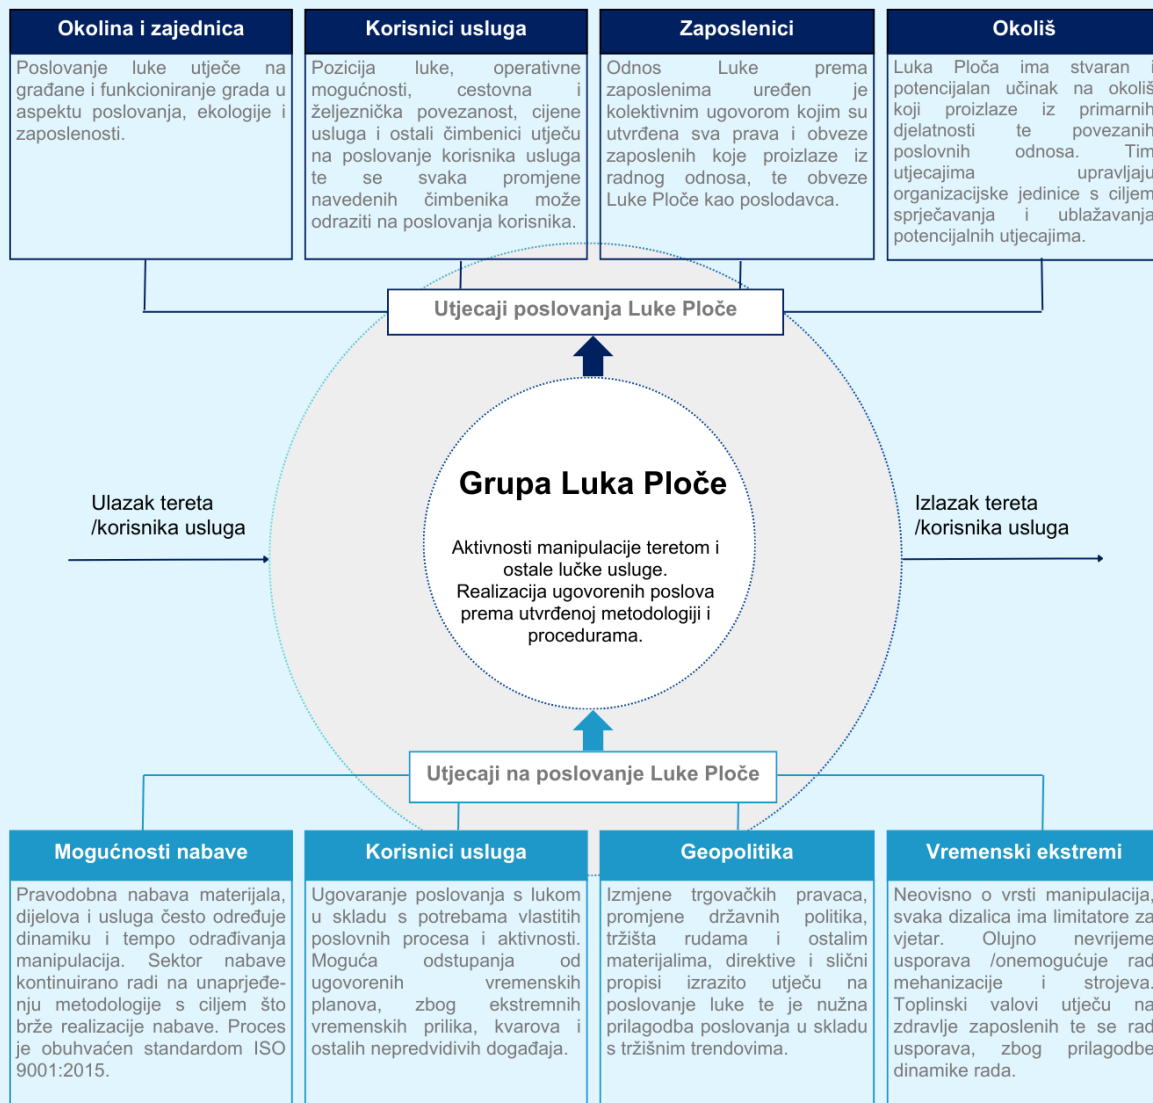 Okolina i zajednica
Poslovanje luke utječe na
građane i funkcioniranje grada u
aspektu poslovanja, ekologije i
zaposlenosti.
Korisnici usluga
Pozicija luke, operativne
mogućnosti, cestovna i
željeznička povezanost, cijene
usluga i ostali čimbenici utječu
na poslovanje korisnika usluga
te se svaka promjene
navedenih čimbenika može
odraziti na poslovanja korisnika.
Zaposlenici
Odnos Luke prema
zaposlenima uređen je
kolektivnim ugovorom kojim su
utvrđena sva prava i obveze
zaposlenih koje proizlaze iz
radnog odnosa, te obveze
Luke Ploče kao poslodavca.
Okoliš
Luka Ploča ima stvaran i
potencijalan učinak na okoliš
koji proizlaze iz primarnih
djelatnosti te povezanih
poslovnih odnosa. Tim
utjecajima upravljaju
organizacijske jedinice s ciljem
sprječavanja i ublažavanja
potencijalnih utjecajima.
Utjecaji poslovanja Luke Ploče
Ulazak tereta
/korisnika usluga
Grupa Luka Ploče
Aktivnosti manipulacije teretom i
ostale lučke usluge.
Realizacija ugovorenih poslova
prema utvrđenoj metodologiji i
procedurama.
Izlazak tereta
/korisnika usluga
Utjecaji na poslovanje Luke Ploče
Mogućnosti nabave
Pravodobna nabava materijala,
dijelova i usluga često određuje
dinamiku i tempo odrađivanja
manipulacija. Sektor nabave
kontinuirano radi na unaprjeđe-
nju metodologije s ciljem što
brže realizacije nabave. Proces
je obuhvaćen standardom ISO
9001:2015.
Korisnici usluga
Ugovaranje poslovanja s lukom
u skladu s potrebama vlastitih
poslovnih procesa i aktivnosti.
Moguća odstupanja od
ugovorenih vremenskih
planova, zbog ekstremnih
vremenskih prilika, kvarova i
ostalih nepredvidivih događaja.
Geopolitika
Izmjene trgovačkih pravaca,
promjene državnih politika,
tržišta rudama i ostalim
materijalima, direktive i slični
propisi izrazito utječu na
poslovanje luke te je nužna
prilagodba poslovanja u skladu
s tržišnim trendovima.
Vremenski ekstremi
Neovisno o vrsti manipulacija,
svaka dizalica ima limitatore za
vjetar. Olujno nevrijeme
usporava /onemogućuje rad
mehanizacije i strojeva.
Toplinski valovi utječu na
zdravlje zaposlenih te se rad
usporava, zbog prilagodbe
dinamike rada.